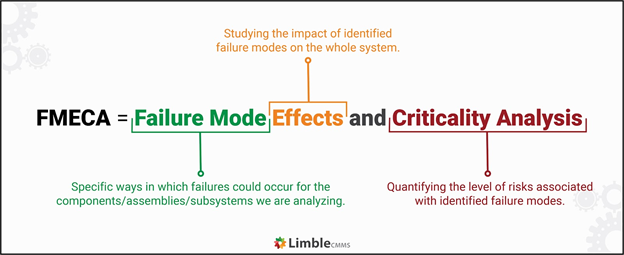 Studying the impact of identified
failure modes on the whole system.
FMECA = Failure Mode Effects and Criticality Analysis
Specific ways in which failures could occur for the
components/assemblies/subsystems we are analyzing.
Quantifying the level of risks associated
with identified failure modes.
LimbleCMMS